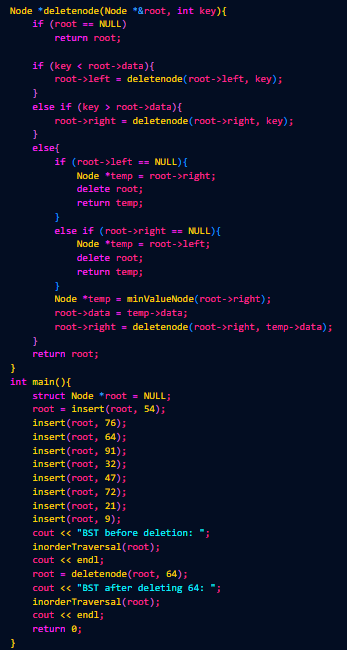 Node *deletenode(Node *&root, int key){
    if (root == NULL)
        return root;

    if (key < root->data){
        root->left = deletenode(root->left, key);
    }
    else if (key > root->data){
        root->right = deletenode(root->right, key);
    }
    else{
        if (root->left == NULL){
            Node *temp = root->right;
            delete root;
            return temp;
        }
        else if (root->right == NULL){
            Node *temp = root->left;
            delete root;
            return temp;
        }
        Node *temp = minValueNode(root->right);
        root->data = temp->data;
        root->right = deletenode(root->right, temp->data);
    }
    return root;
}
int main(){
    struct Node *root = NULL;
    root = insert(root, 54);
    insert(root, 76);
    insert(root, 64);
    insert(root, 91);
    insert(root, 32);
    insert(root, 47);
    insert(root, 72);
    insert(root, 21);
    insert(root, 9);
    cout << "BST before deletion: ";
    inorderTraversal(root);
    cout << endl;
    root = deletenode(root, 64);
    cout << "BST after deleting 64: ";
    inorderTraversal(root);
    cout << endl;
    return 0;
}